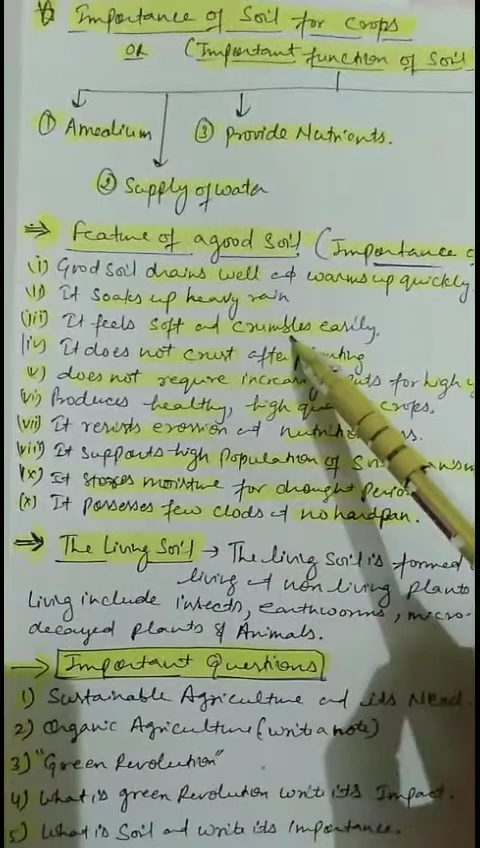 Importance of Soil for Crops
OR (Important function of Soil
① A medium ③ Provide Nutrients.
② Supply of water
⇒ Feature of a good Soil (Importance
(i) Good soil drains well and warms up quickly
(ii) It soaks up heavy rain
(iii) It feels soft and crumbles easily.
(iv) It does not crust after
(v) does not require for high
(vi) Produces healthy, high crops.
(vii) It resists erosion and
(viii) It supports high population of
(ix) It stores moisture for drought
(x) It possesses few clods & no hardpan.
⇒ The Living Soil → The living Soil is formed
living & non living plants
Living include insects, earthworms, micro-
decayed plants & Animals.
→ Important Questions
1) Sustainable Agriculture and its Need.
2) Organic Agriculture (write a note)
3) "Green Revolution"
4) What is green Revolution write its Impact.
5) What is Soil and write its importance.